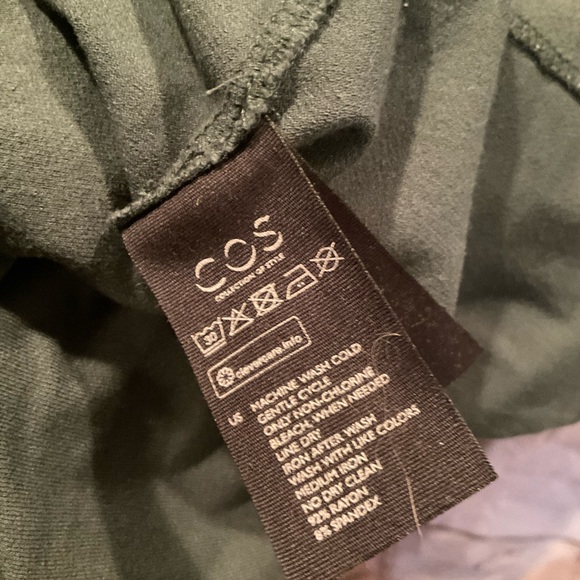 COS
COLLECTION OF STYLE
30
clevercare.info
US MACHINE WASH COLD
GENTLE CYCLE
ONLY NON-CHLORINE
BLEACH, WHEN NEEDED
LINE DRY
IRON AFTER WASH
WASH WITH LIKE COLORS
MEDIUM IRON
NO DRY CLEAN
92% RAYON
8% SPANDEX